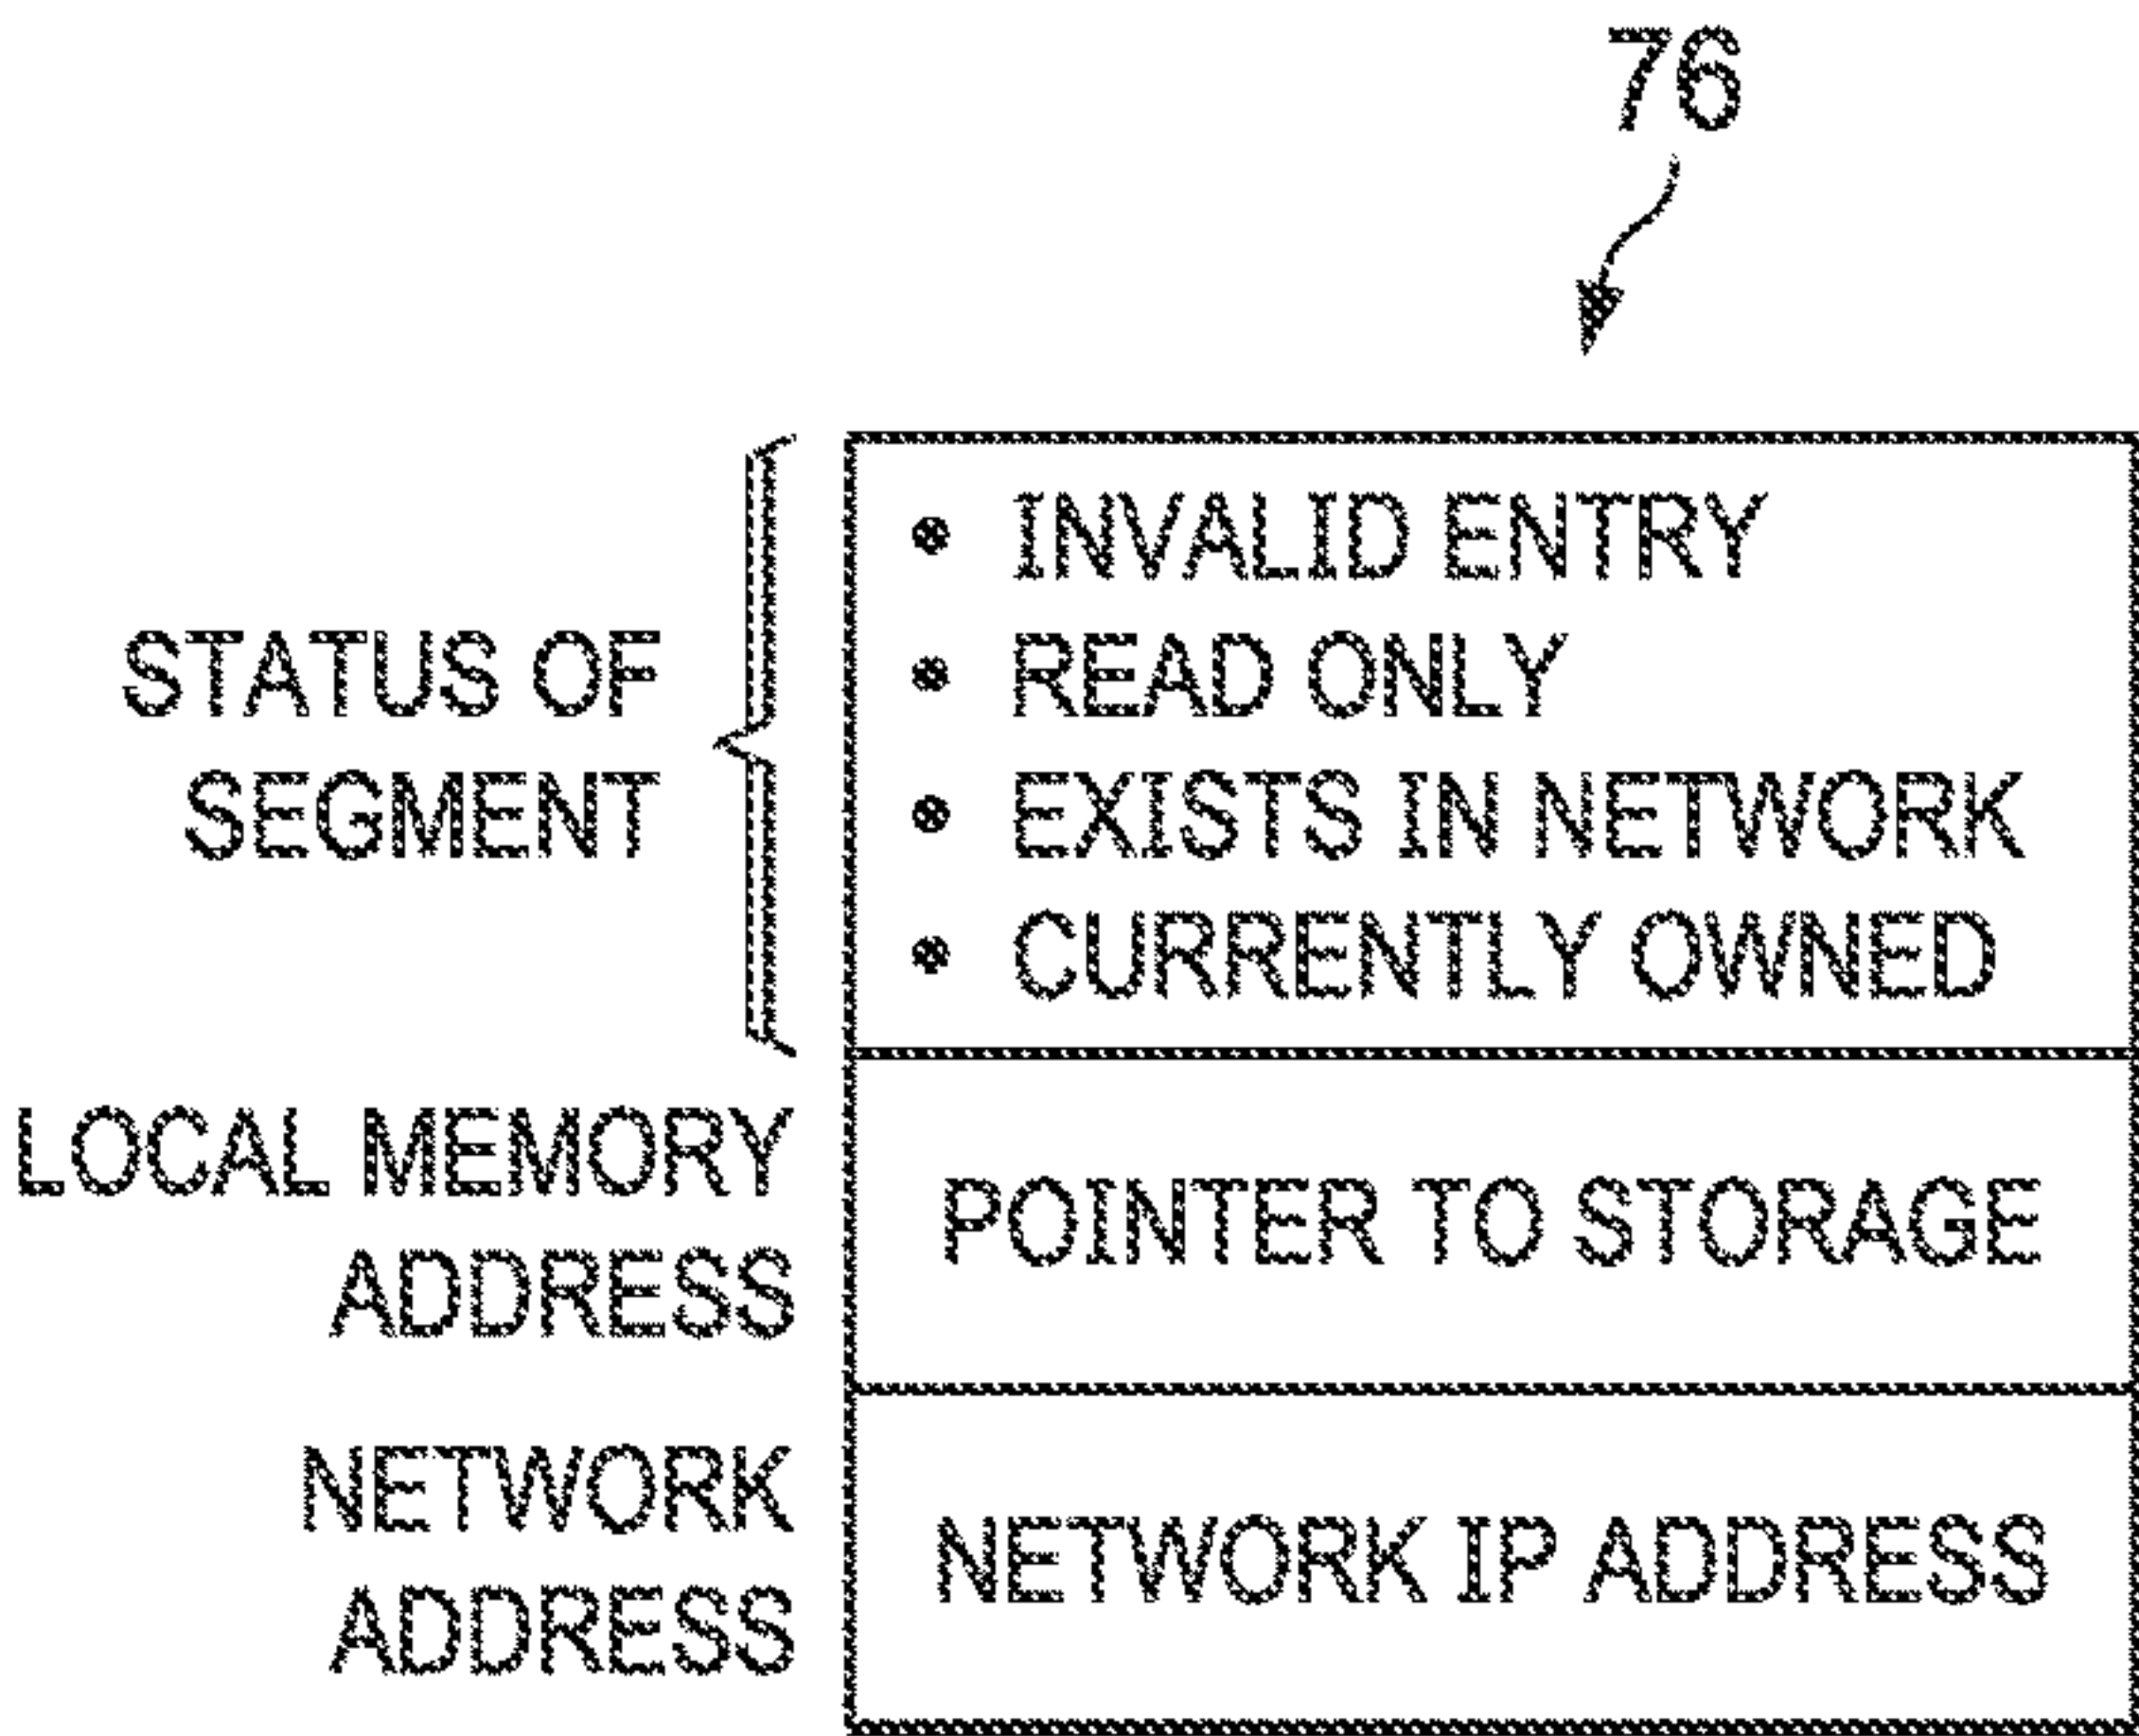 76
STATUS OF
SEGMENT
• INVALID ENTRY
• READ ONLY
• EXISTS IN NETWORK
• CURRENTLY OWNED
LOCAL MEMORY
ADDRESS
POINTER TO STORAGE
NETWORK
ADDRESS
NETWORK IP ADDRESS